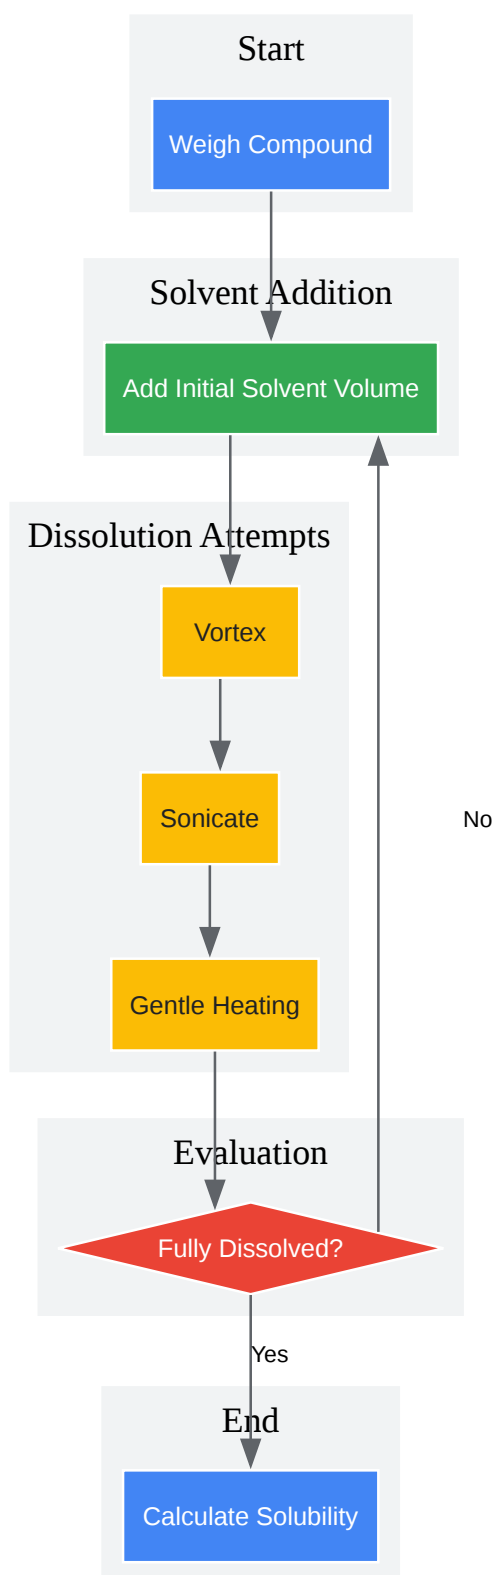 Start
Weigh Compound
Solvent Addition
Add Initial Solvent Volume
Dissolution Attempts
Vortex
Sonicate
No
Gentle Heating
Evaluation
Fully Dissolved?
Yes
End
Calculate Solubility